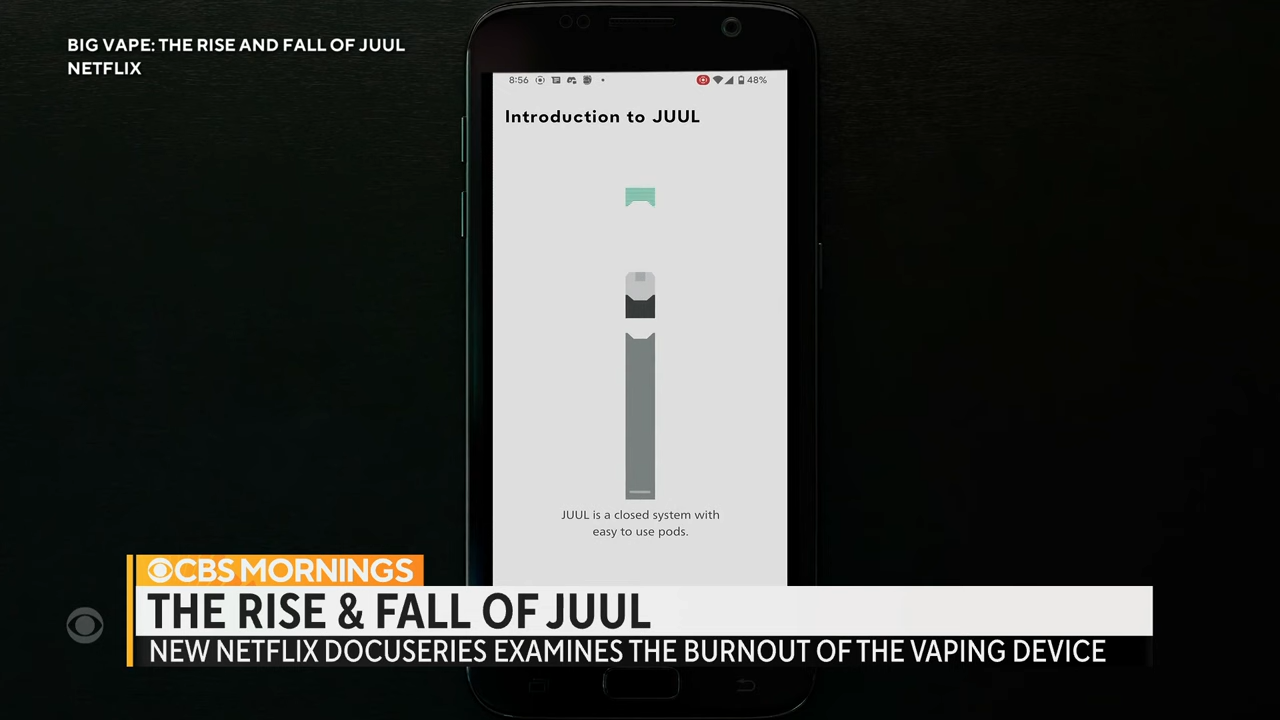 BIG VAPE: THE RISE AND FALL OF JUUL
NETFLIX
8:56
48%
Introduction to JUUL
JUUL is a closed system with
easy to use pods.
CBS MORNINGS
THE RISE & FALL OF JUUL
NEW NETFLIX DOCUSERIES EXAMINES THE BURNOUT OF THE VAPING DEVICE